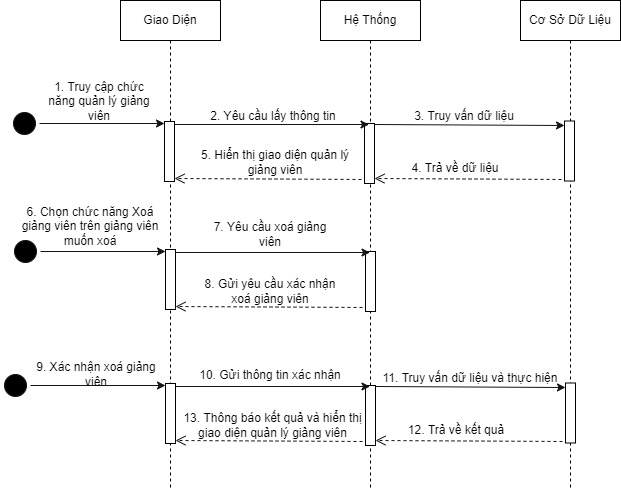 Giao Diện
Hệ Thống
Cơ Sở Dữ Liệu
1. Truy cập chức
năng quản lý giảng
viên
2. Yêu cầu lấy thông tin
3. Truy vấn dữ liệu
4. Trả về dữ liệu
5. Hiển thị giao diện quản lý
giảng viên
6. Chọn chức năng Xoá
giảng viên trên giảng viên
muốn xoá
7. Yêu cầu xoá giảng
viên
8. Gửi yêu cầu xác nhận
xoá giảng viên
9. Xác nhận xoá giảng
viên
10. Gửi thông tin xác nhận
11. Truy vấn dữ liệu và thực hiện
12. Trả về kết quả
13. Thông báo kết quả và hiển thị
giao diện quản lý giảng viên